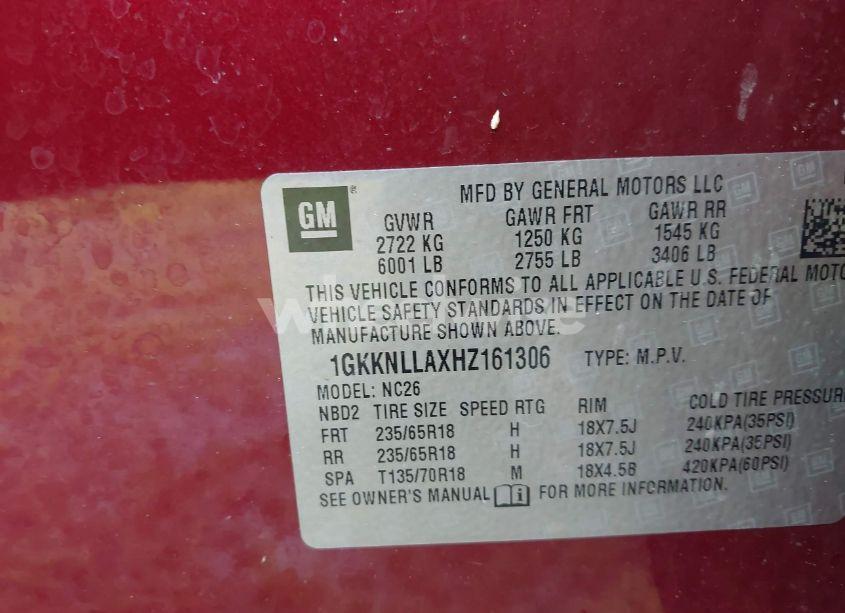 GM
MFD BY GENERAL MOTORS LLC
GVWR GAWR FRT GAWR RR
2722 KG 1250 KG 1545 KG
6001 LB 2755 LB 3406 LB
THIS VEHICLE CONFORMS TO ALL APPLICABLE U.S. FEDERAL MOTO
VEHICLE SAFETY STANDARDS IN EFFECT ON THE DATE OF
MANUFACTURE SHOWN ABOVE.
1GKKNLLAXHZ161306 TYPE: M.P.V.
MODEL: NC26
NBD2 TIRE SIZE SPEED RTG RIM COLD TIRE PRESSURE
FRT 235/65R18 H 18X7.5J 240KPA(35PSI)
RR 235/65R18 H 18X7.5J 240KPA(35PSI)
SPA T135/70R18 M 18X4.5B 420KPA(60PSI)
SEE OWNER'S MANUAL FOR MORE INFORMATION.